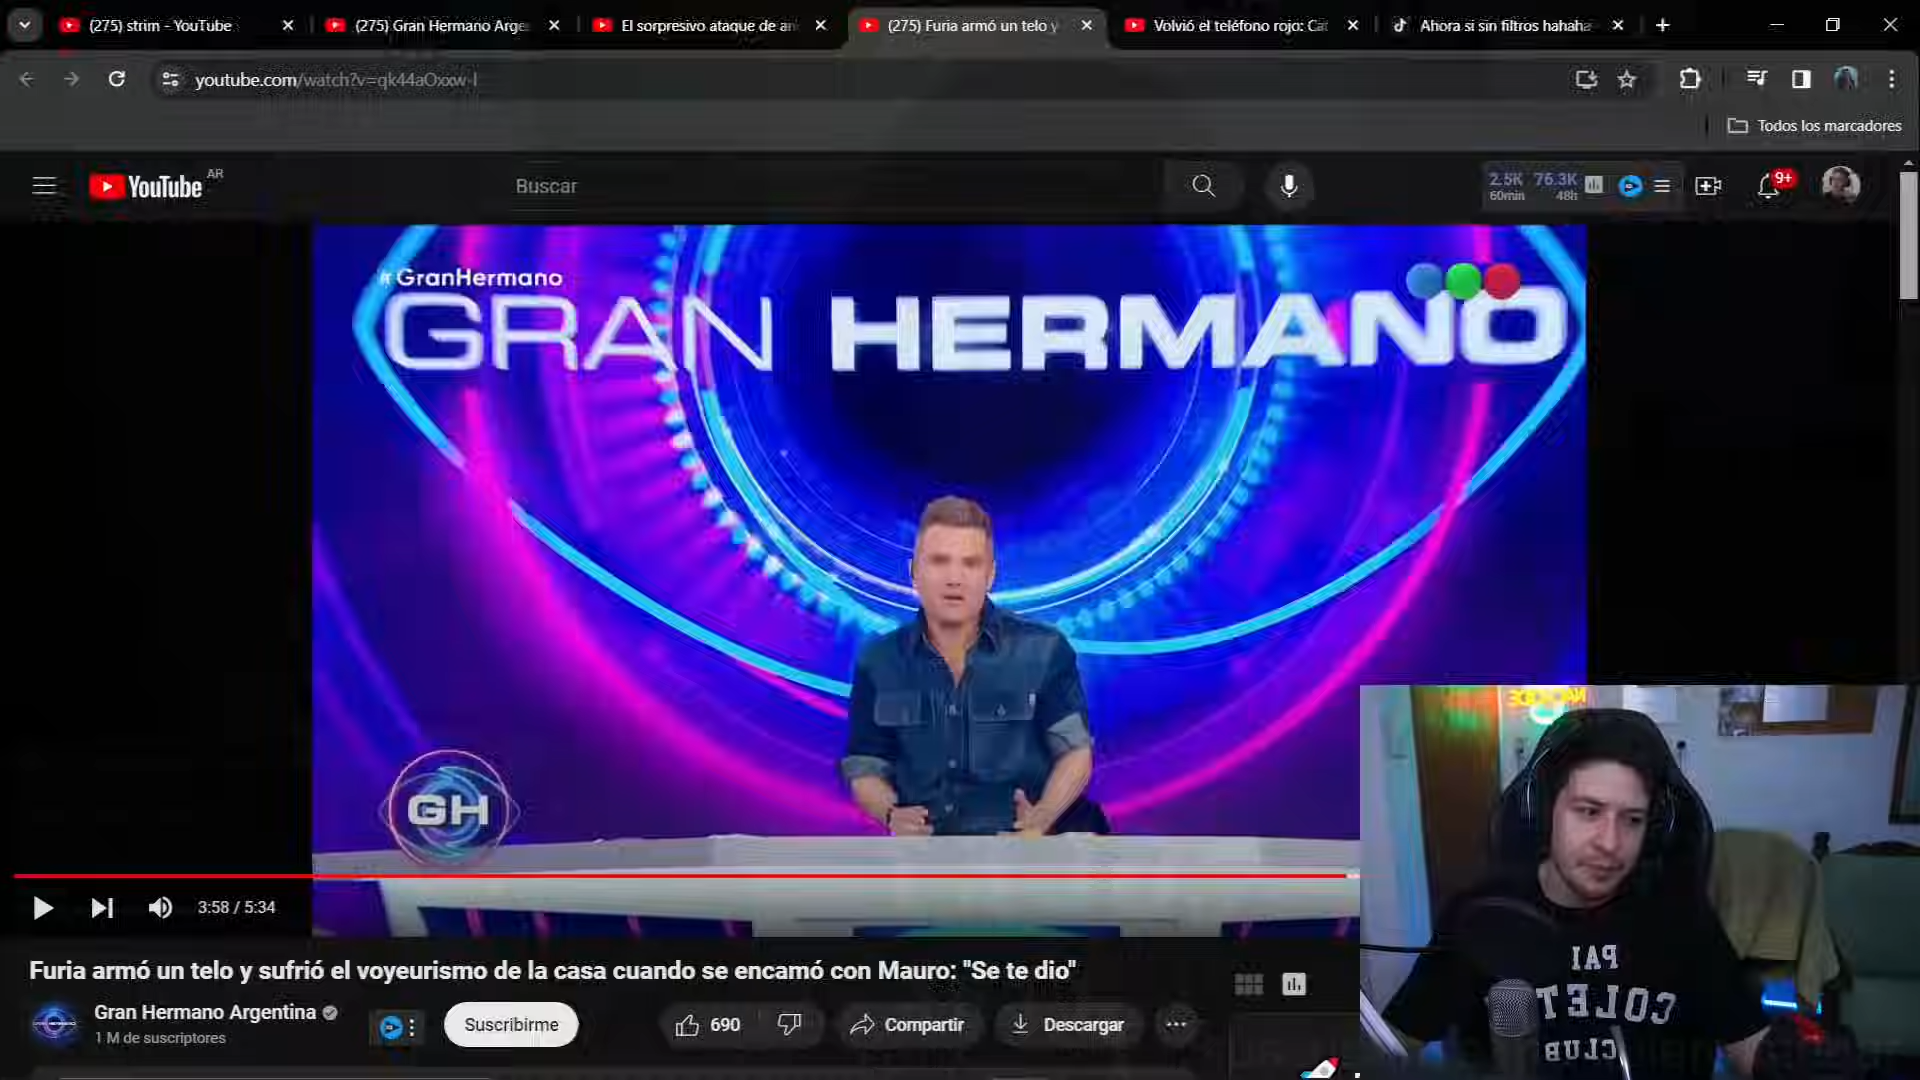 (275) strim - YouTube
(275) Gran Hermano Arge
El sorpresivo ataque de an
(275) Furia armó un telo y
Volvió el teléfono rojo: Cat
Ahora si sin filtros hahaha
youtube.com/watch?v=qk44aOxxw-I
Todos los marcadores
YouTube AR
Buscar
2.5K 76.3K
60min 48h
9+
#GranHermano
GRAN HERMANO
GH
3:58 / 5:34
Furia armó un telo y sufrió el voyeurismo de la casa cuando se encamó con Mauro: "Se te dio"
Gran Hermano Argentina
1 M de suscriptores
Suscribirme
690
Compartir
Descargar
PAI
COLET
CLUB